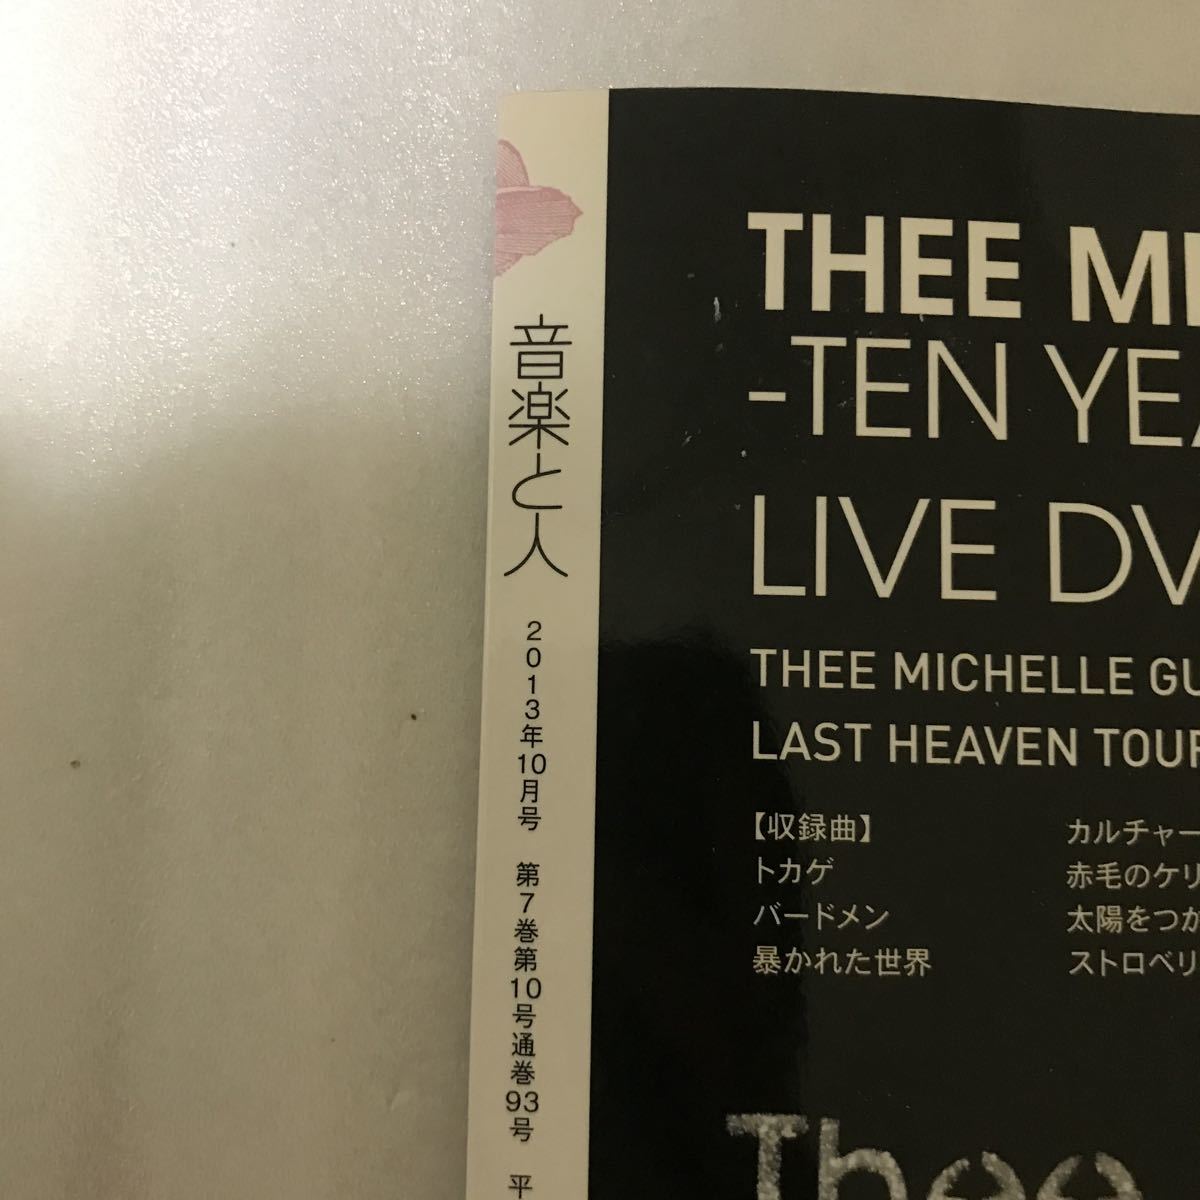 音楽と人
2013年10月号 第7巻第10号通巻93号 平
THEE MI
-TEN YEA
LIVE DV
THEE MICHELLE GU
LAST HEAVEN TOUR
【収録曲】
トカゲ
バードメン
暴かれた世界
カルチャー
赤毛のケリ
太陽をつか
ストロベリ
Thee